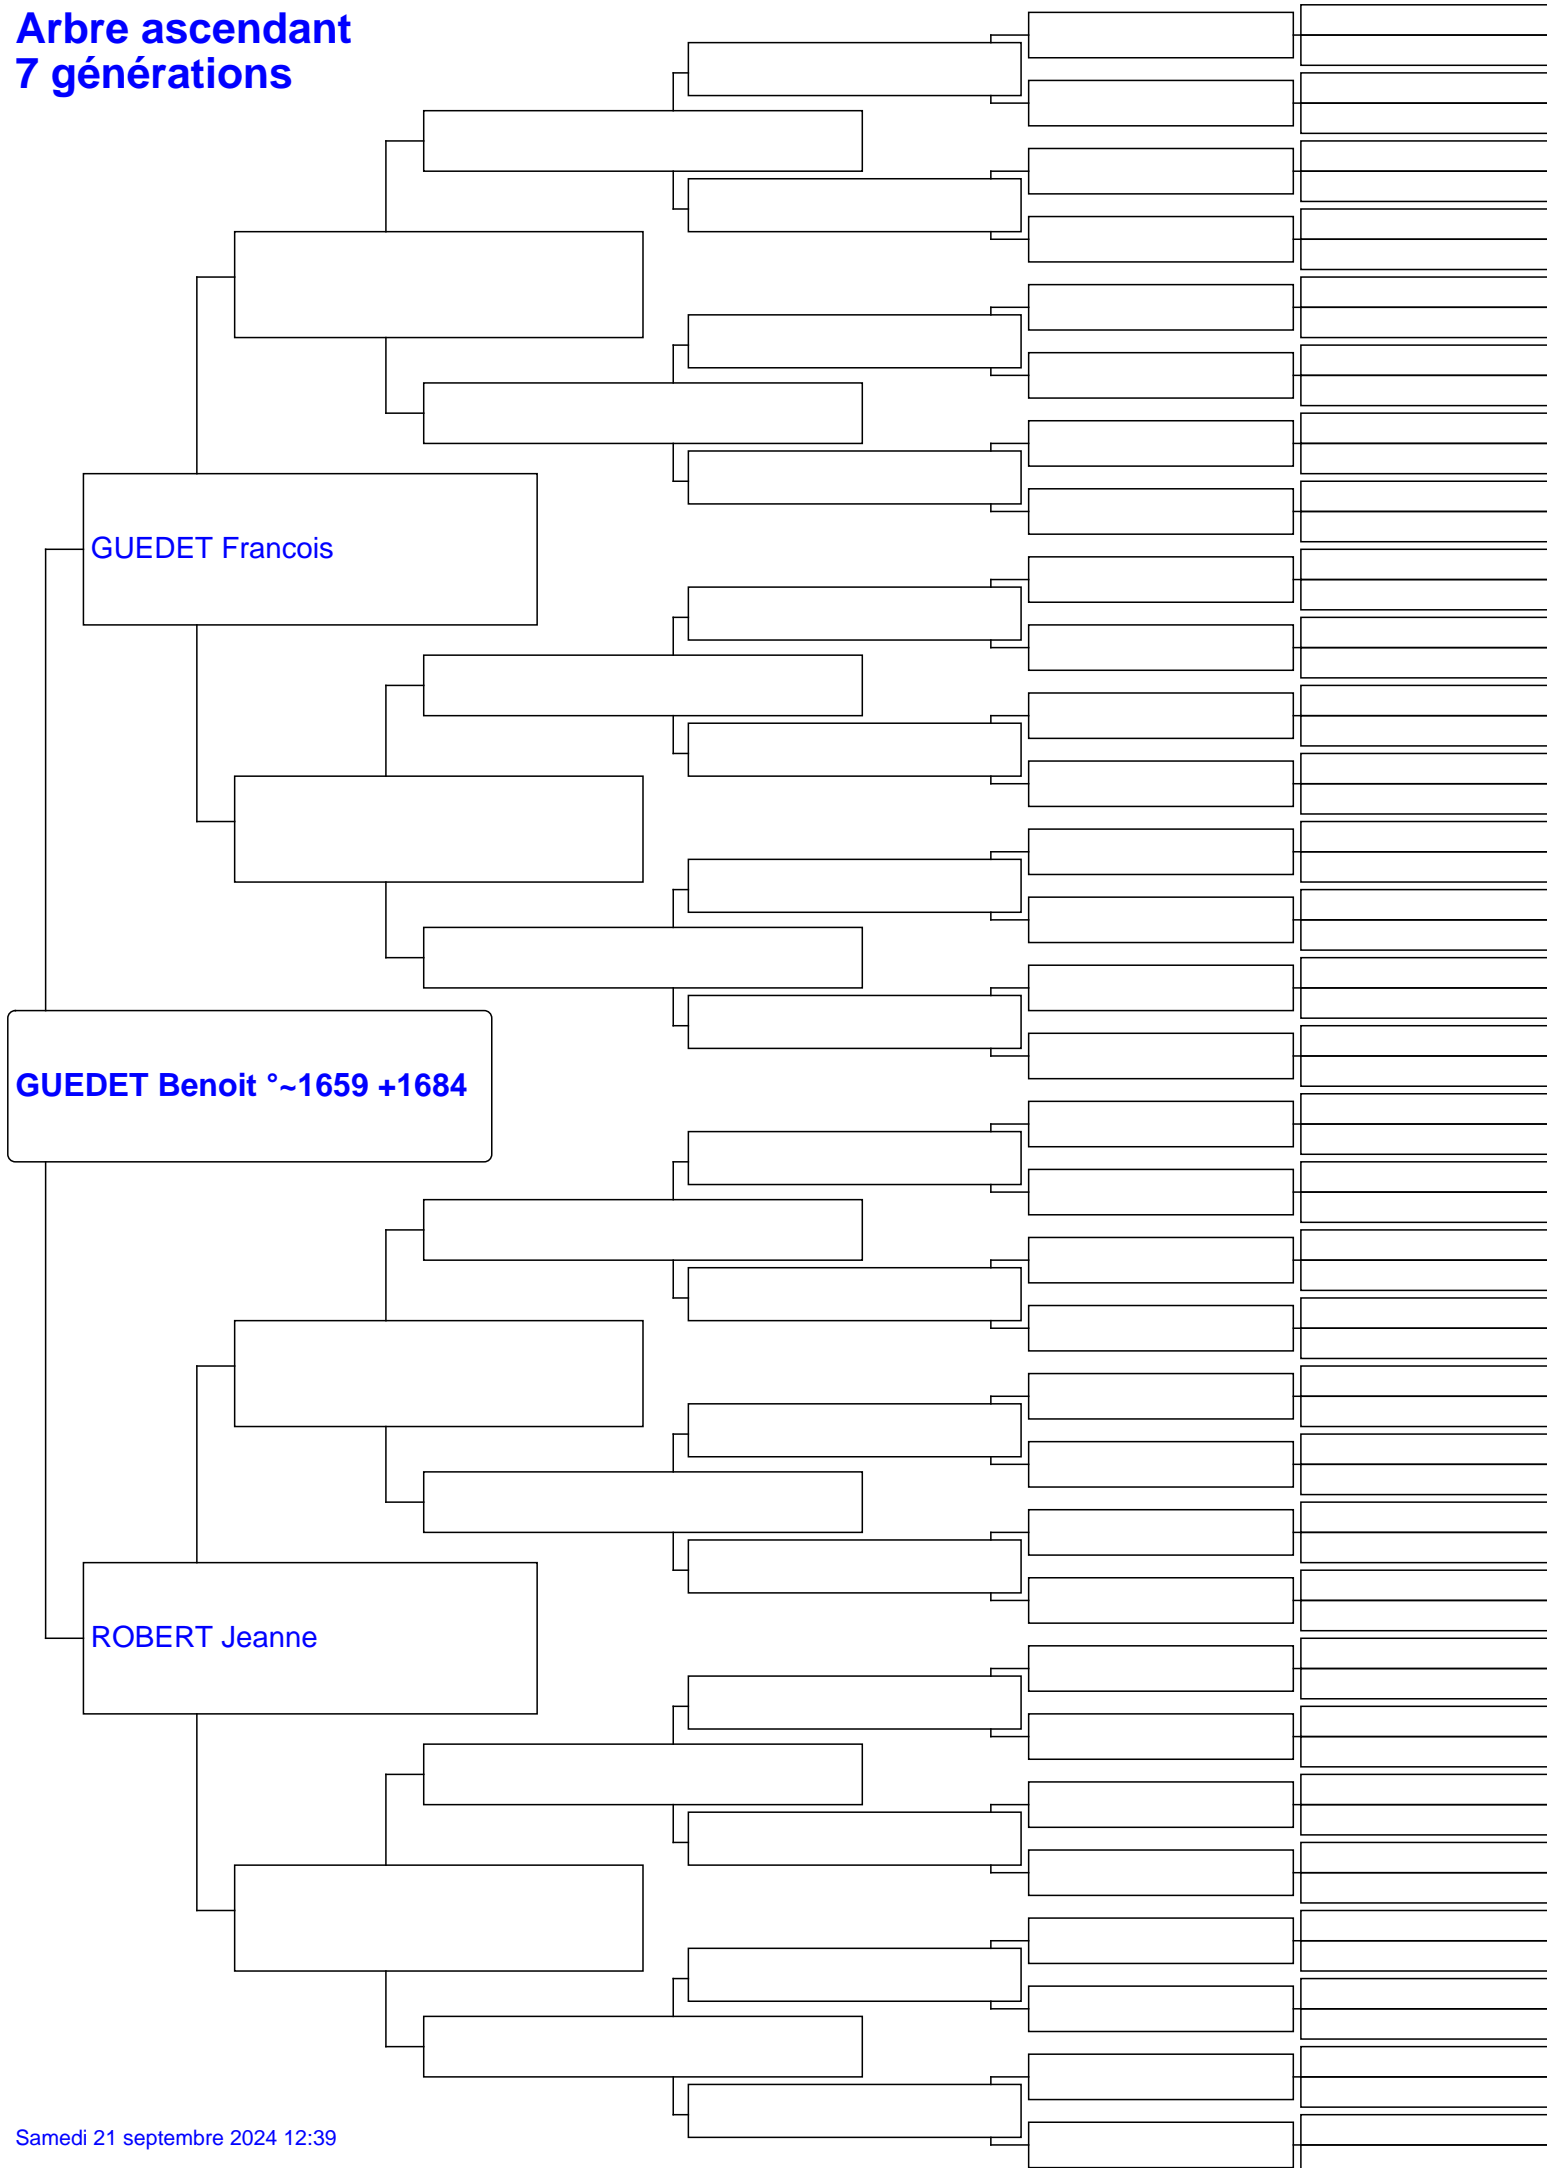 Arbre ascendant
7 générations
GUEDET Francois
GUEDET Benoit °~1659 +1684
ROBERT Jeanne
Samedi 21 septembre 2024 12:39